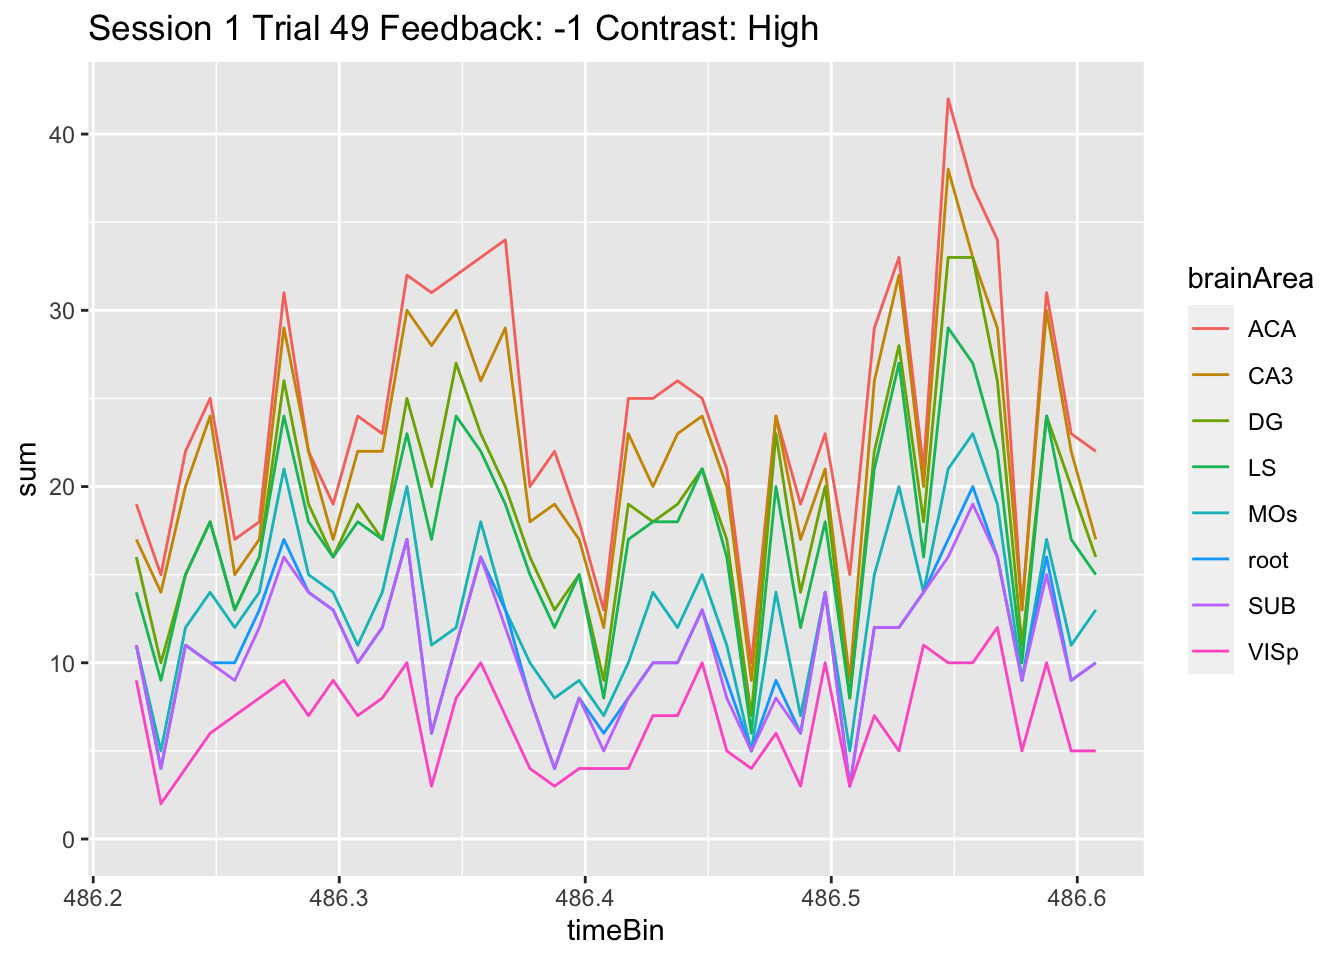 Session 1 Trial 49 Feedback: -1 Contrast: High
sum
40
30
20
10
0
486.2 486.3 486.4 486.5 486.6
timeBin
brainArea
ACA
CA3
DG
LS
MOs
root
SUB
VISp